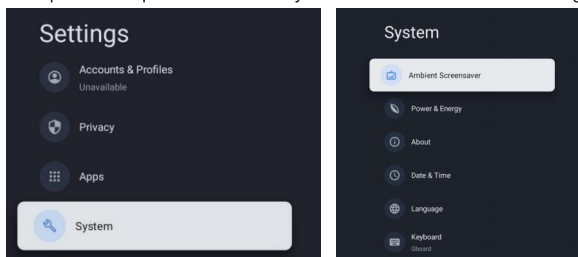 Settings
Accounts & Profiles
Unavailable
Privacy
Apps
System
System
Ambient Screensaver
Power & Energy
About
Date & Time
Language
Keyboard
Gboard